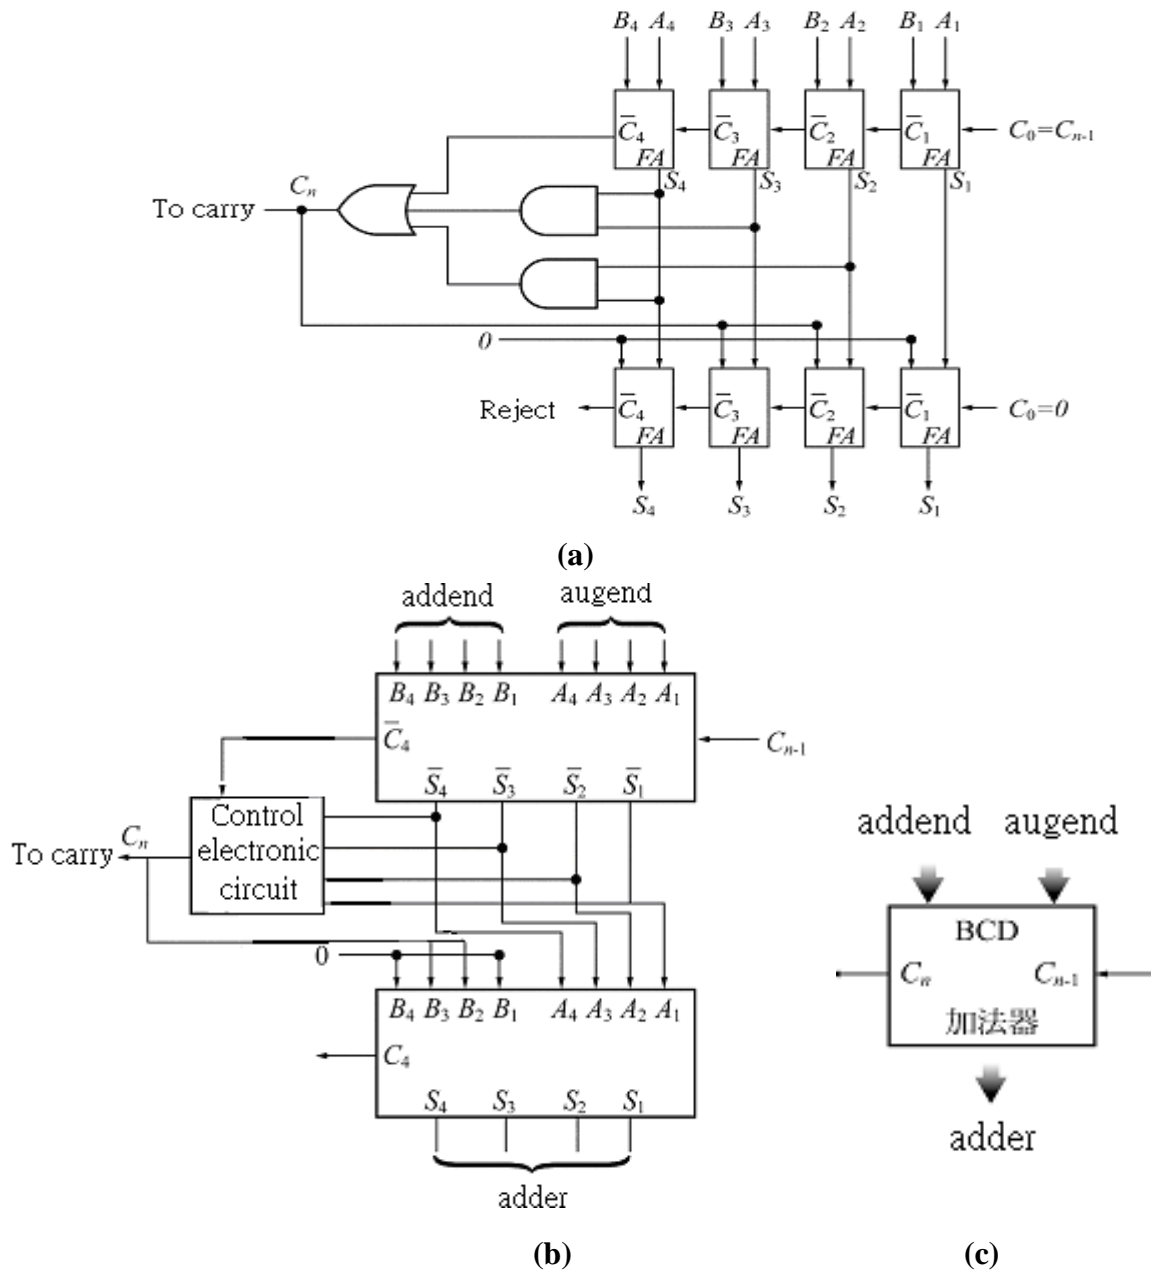 B₄ A₄ B₃ A₃ B₂ A₂ B₁ A₁
C̅₄ C̅₃ C̅₂ C̅₁ C₀=Cₙ₋₁
FA FA FA FA
S₄ S₃ S₂ S₁
Cₙ
To carry
0
Reject C̅₄ C̅₃ C̅₂ C̅₁ C₀=0
FA FA FA FA
S₄ S₃ S₂ S₁
(a)
addend augend
B₄ B₃ B₂ B₁ A₄ A₃ A₂ A₁
C̅₄ Cₙ₋₁
S̅₄ S̅₃ S̅₂ S̅₁
Control
electronic
circuit
Cₙ
To carry
0
B₄ B₃ B₂ B₁ A₄ A₃ A₂ A₁
C₄
S₄ S₃ S₂ S₁
adder
(b)
addend augend
BCD
Cₙ Cₙ₋₁
加法器
adder
(c)